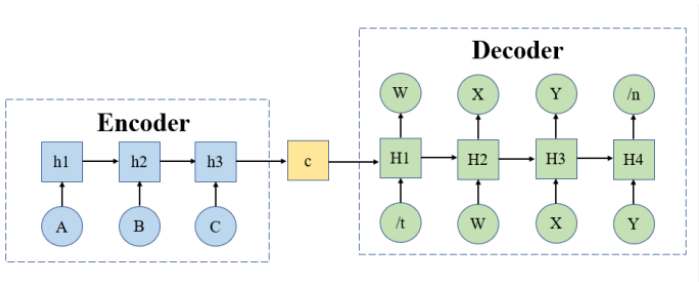 Decoder
W X Y /n
Encoder
h1 h2 h3 c H1 H2 H3 H4
A B C /t W X Y